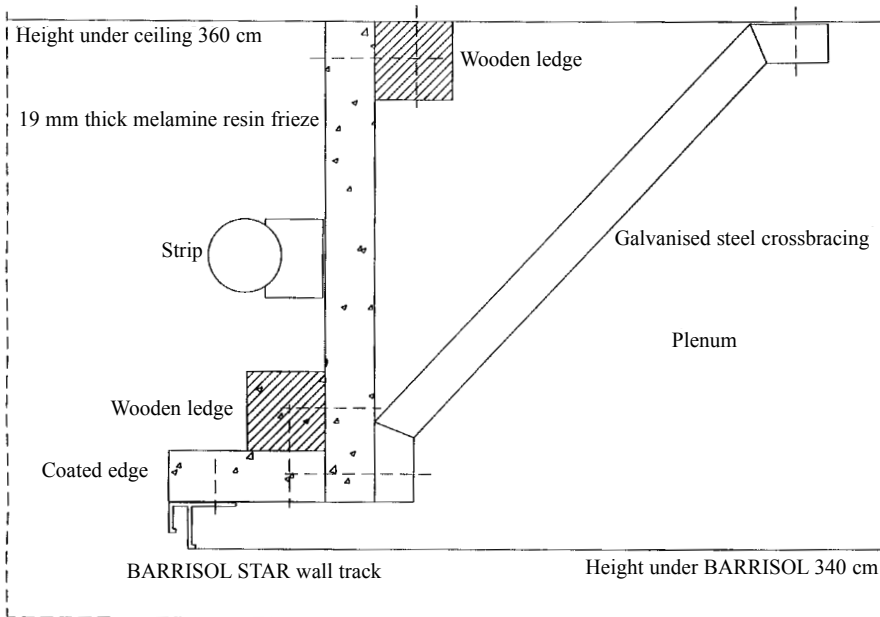 Height under ceiling 360 cm
Wooden ledge
19 mm thick melamine resin frieze
Strip
Galvanised steel crossbracing
Plenum
Wooden ledge
Coated edge
BARRISOL STAR wall track
Height under BARRISOL 340 cm